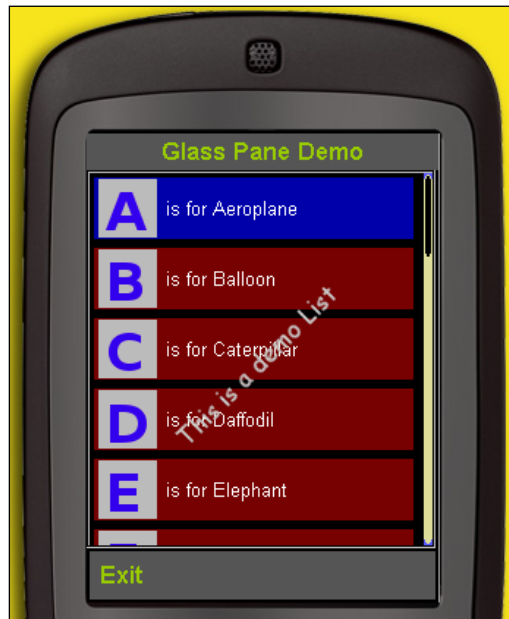 Glass Pane Demo
A is for Aeroplane
B is for Balloon
C is for Caterpillar
D is for Daffodil
E is for Elephant
This is a demo List
Exit